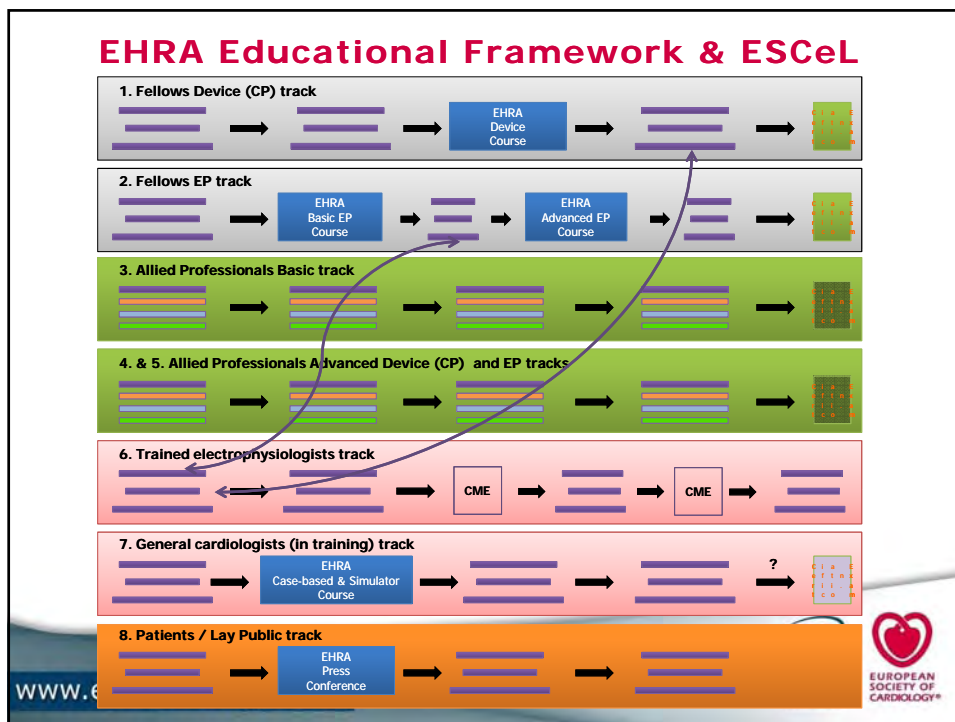 EHRA Educational Framework & ESCeL
1. Fellows Device (CP) track
EHRA
Device
Course
2. Fellows EP track
EHRA
Basic EP
Course
EHRA
Advanced EP
Course
3. Allied Professionals Basic track
4. & 5. Allied Professionals Advanced Device (CP) and EP tracks
6. Trained electrophysiologists track
CME
CME
7. General cardiologists (in training) track
EHRA
Case-based & Simulator
Course
?
8. Patients / Lay Public track
EHRA
Press
Conference
www.e
EUROPEAN
SOCIETY OF
CARDIOLOGY®